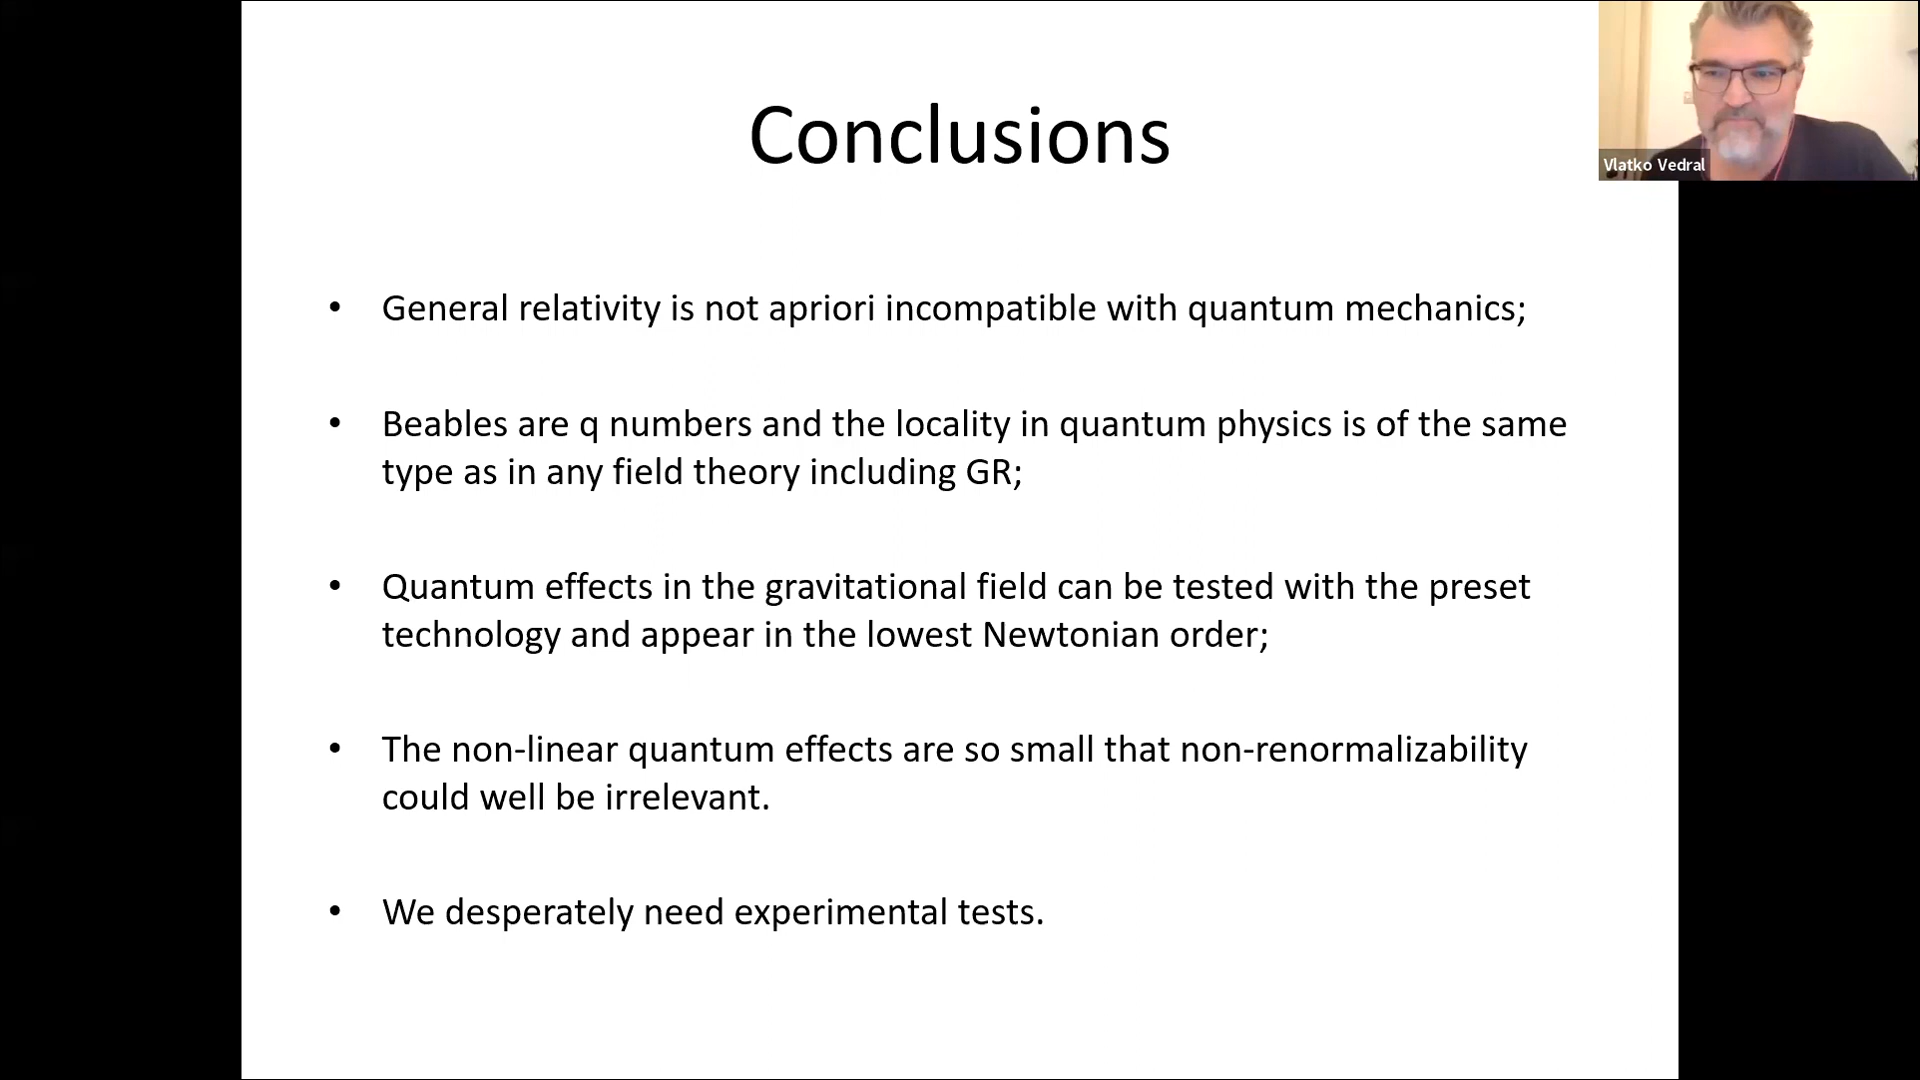 Conclusions
Vlatko Vedral
• General relativity is not apriori incompatible with quantum mechanics;
• Beables are q numbers and the locality in quantum physics is of the same
type as in any field theory including GR;
• Quantum effects in the gravitational field can be tested with the preset
technology and appear in the lowest Newtonian order;
• The non-linear quantum effects are so small that non-renormalizability
could well be irrelevant.
• We desperately need experimental tests.